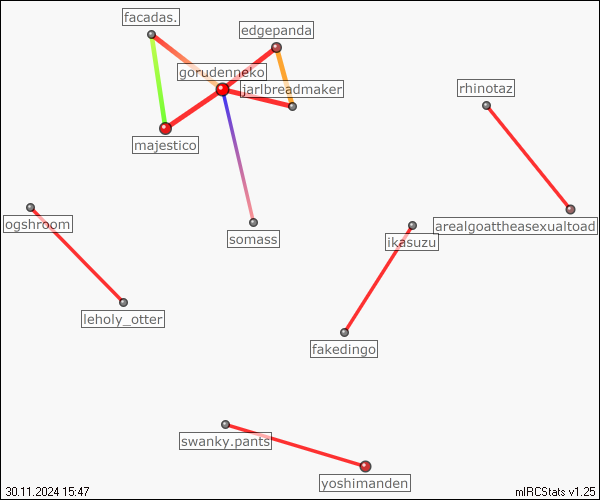 facadas.
edgepanda
gorudenneko
jarlbreadmaker
rhinotaz
majestico
ogshroom
somass
ikasuzu
arealgoattheasexualtoad
leholy_otter
fakedingo
swanky.pants
yoshimanden
30.11.2024 15:47
mIRCStats v1.25